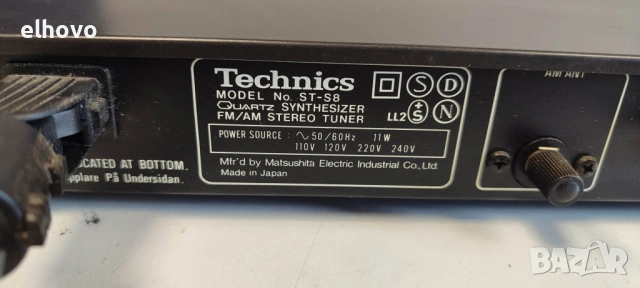 elhovo
Technics
MODEL No. ST-S8
QUARTZ SYNTHESIZER
FM/AM STEREO TUNER
S D
LL2 +S N
POWER SOURCE : ∿50/60Hz 11W
110V 120V 220V 240V
Mfr'd by Matsushita Electric Industrial Co., Ltd.
Made in Japan
AM ANT
AT BOTTOM.
På Undersidan.
BAZAR
bg